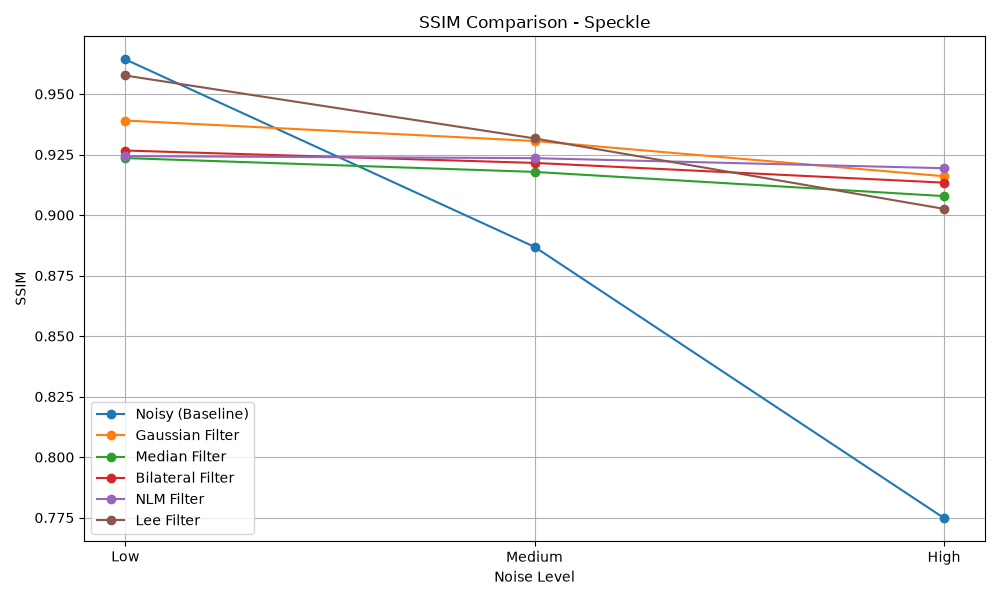 SSIM Comparison - Speckle
SSIM
0.950
0.925
0.900
0.875
0.850
0.825
0.800
0.775
Noisy (Baseline)
Gaussian Filter
Median Filter
Bilateral Filter
NLM Filter
Lee Filter
Low
Medium
High
Noise Level